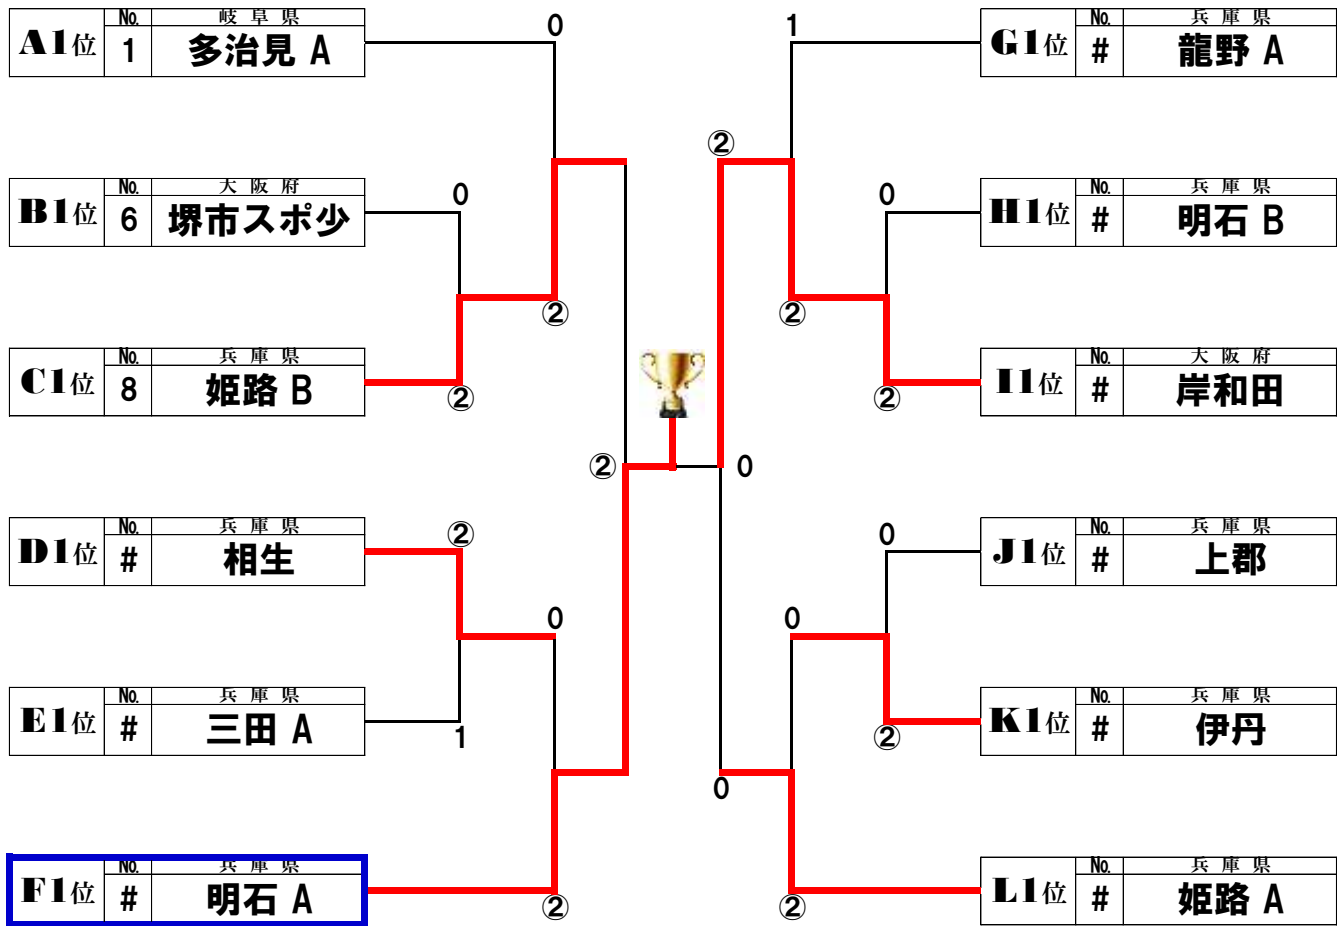 A1位 No. 1 岐阜県 多治見 A
0
1
G1位 No. # 兵庫県 龍野 A
②
B1位 No. 6 大阪府 堺市スポ少
0
0
H1位 No. # 兵庫県 明石 B
②
②
C1位 No. 8 兵庫県 姫路 B
②
②
I1位 No. # 大阪府 岸和田
②
0
D1位 No. # 兵庫県 相生
②
0
J1位 No. # 兵庫県 上郡
0
0
E1位 No. # 兵庫県 三田 A
1
②
K1位 No. # 兵庫県 伊丹
0
F1位 No. # 兵庫県 明石 A
②
②
L1位 No. # 兵庫県 姫路 A